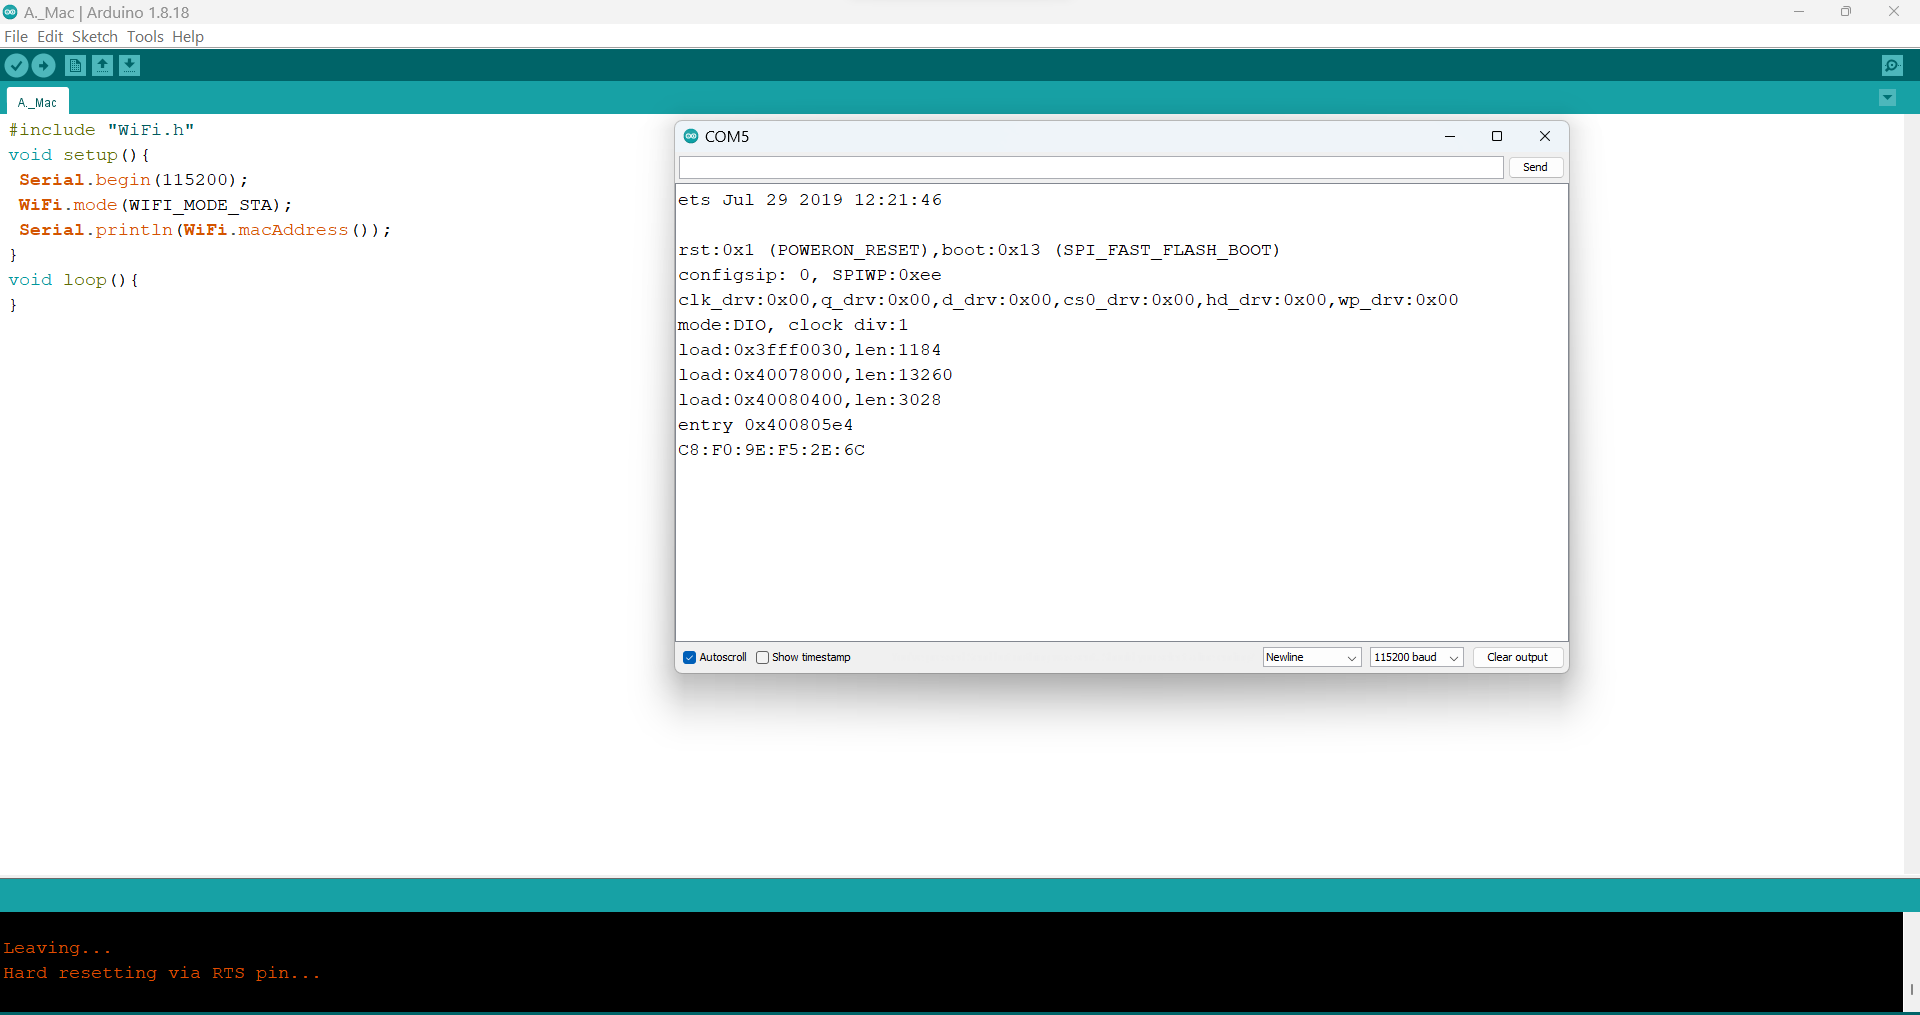 A._Mac | Arduino 1.8.18
File Edit Sketch Tools Help
A._Mac
#include "WiFi.h"
void setup(){
Serial.begin(115200);
WiFi.mode(WIFI_MODE_STA);
Serial.println(WiFi.macAddress());
}
void loop(){
}
COM5
Send
ets Jul 29 2019 12:21:46
rst:0x1 (POWERON_RESET),boot:0x13 (SPI_FAST_FLASH_BOOT)
configsip: 0, SPIWP:0xee
clk_drv:0x00,q_drv:0x00,d_drv:0x00,cs0_drv:0x00,hd_drv:0x00,wp_drv:0x00
mode:DIO, clock div:1
load:0x3fff0030,len:1184
load:0x40078000,len:13260
load:0x40080400,len:3028
entry 0x400805e4
C8:F0:9E:F5:2E:6C
Autoscroll Show timestamp Newline 115200 baud Clear output
Leaving...
Hard resetting via RTS pin...